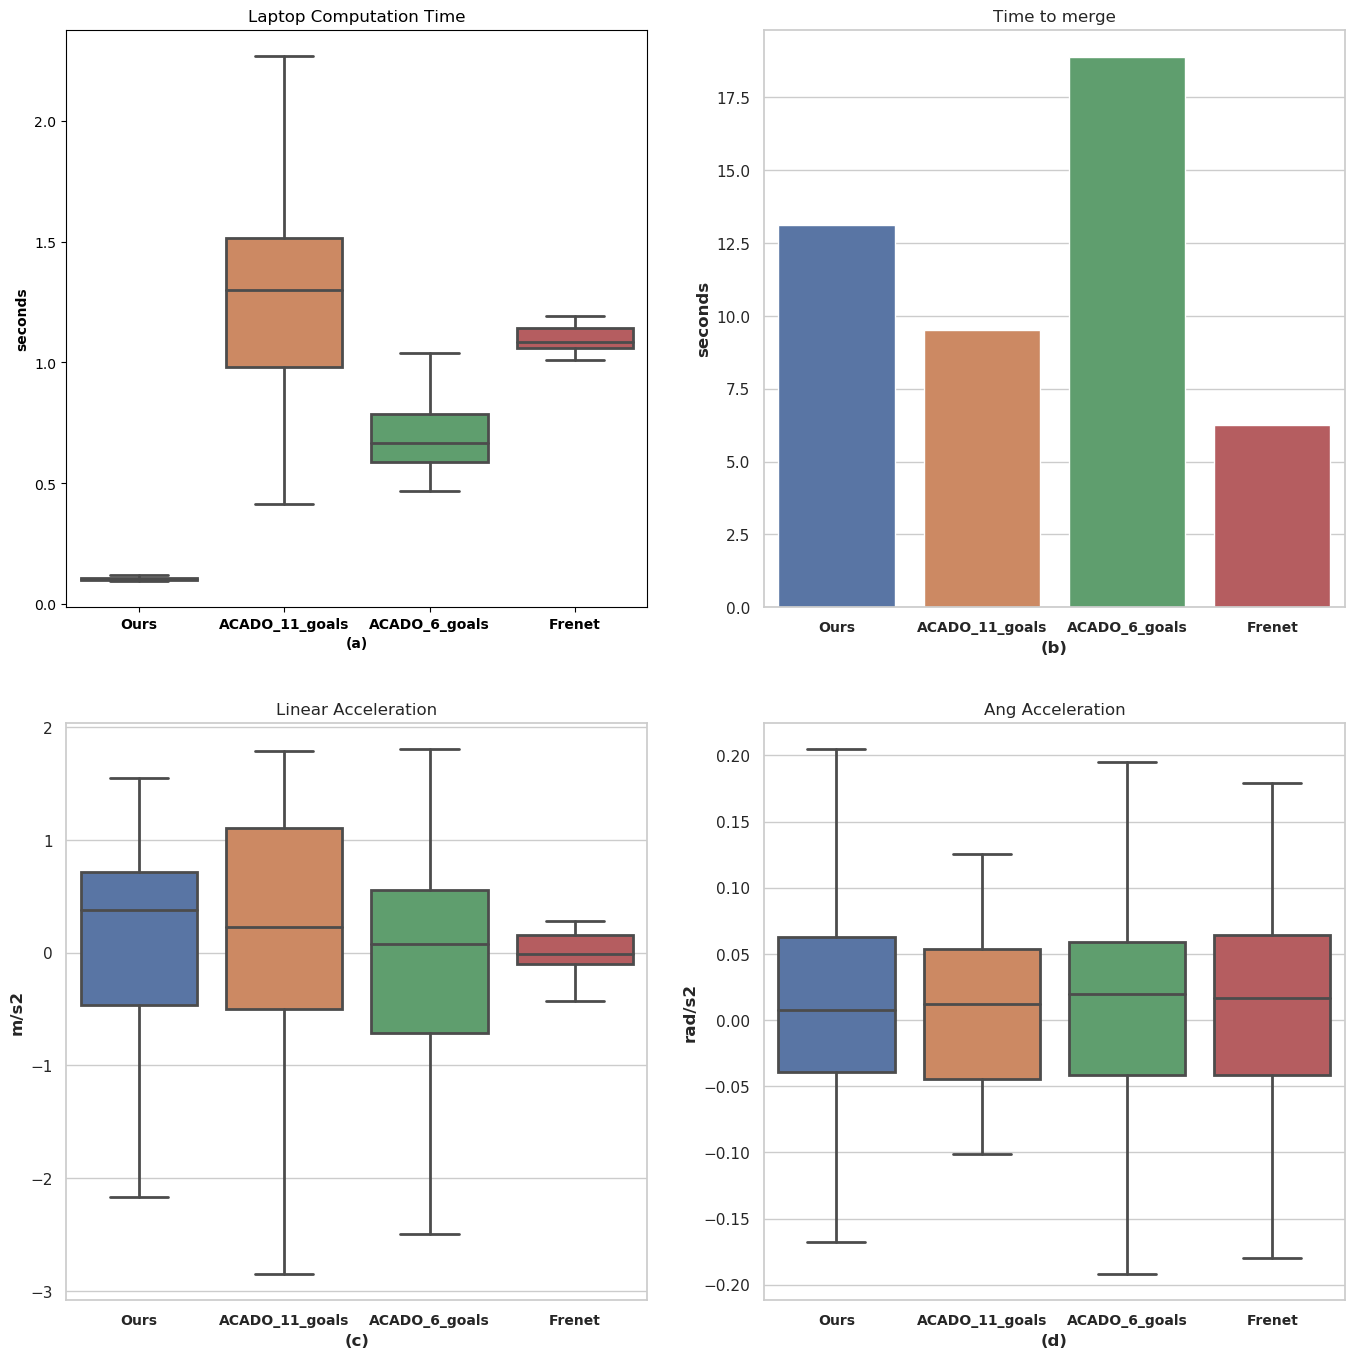 Laptop Computation Time
2.0
1.5
1.0
0.5
0.0
seconds
Ours ACADO_11_goals ACADO_6_goals Frenet
(a)
Time to merge
17.5
15.0
12.5
10.0
7.5
5.0
2.5
0.0
seconds
Ours ACADO_11_goals ACADO_6_goals Frenet
(b)
Linear Acceleration
2
1
0
−1
−2
−3
m/s2
Ours ACADO_11_goals ACADO_6_goals Frenet
(c)
Ang Acceleration
0.20
0.15
0.10
0.05
0.00
−0.05
−0.10
−0.15
−0.20
rad/s2
Ours ACADO_11_goals ACADO_6_goals Frenet
(d)